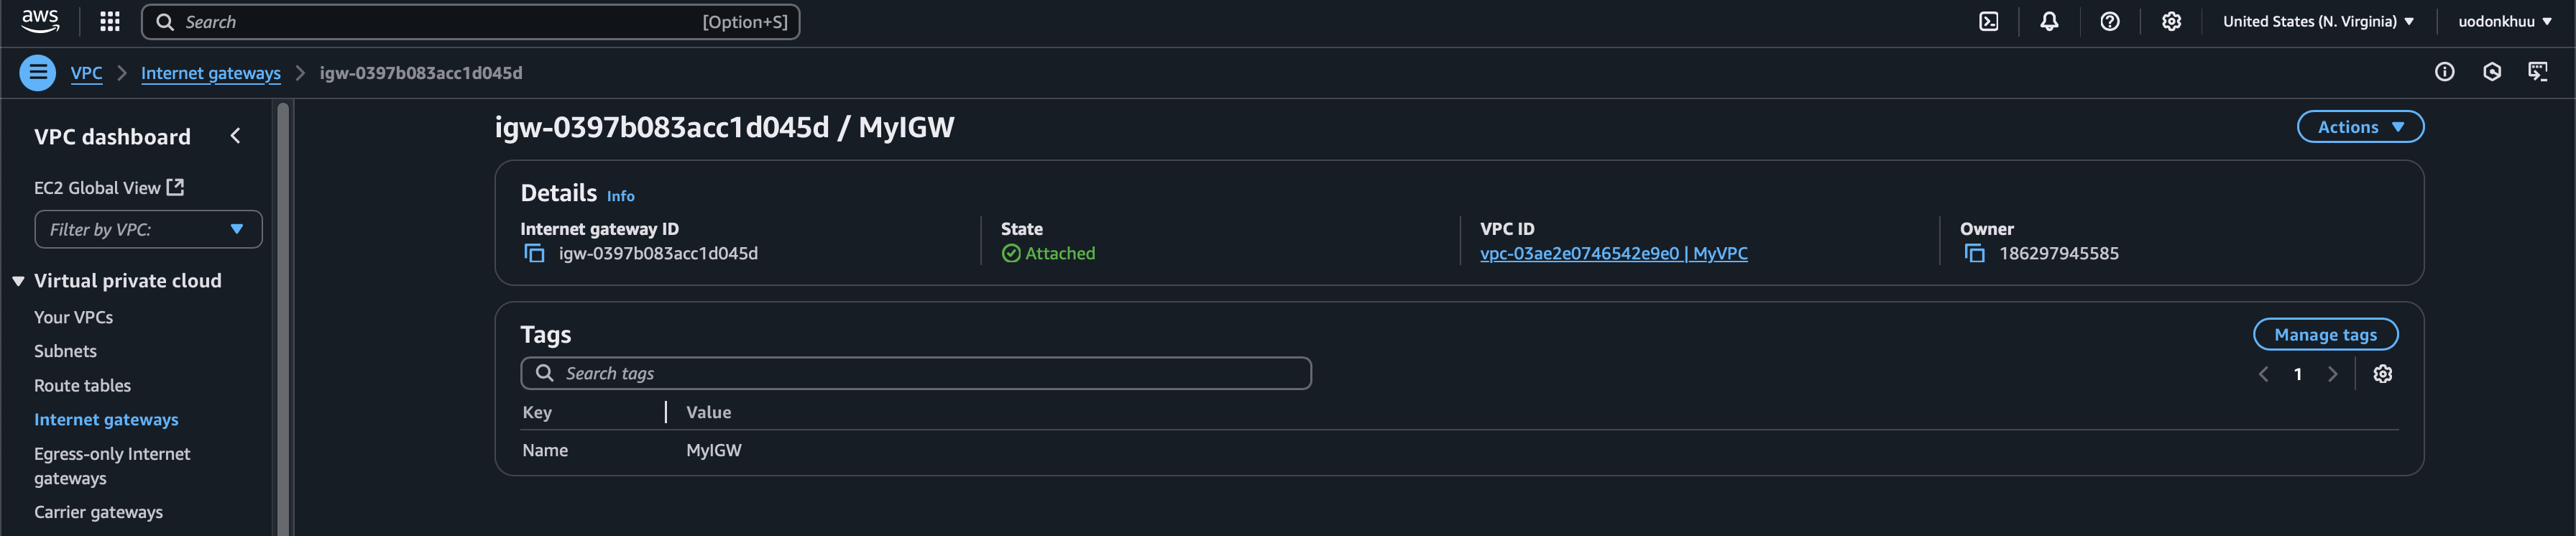 aws
Search [Option+S]
United States (N. Virginia)
uodonkhuu
VPC
Internet gateways
igw-0397b083acc1d045d
VPC dashboard
EC2 Global View
Filter by VPC:
Virtual private cloud
Your VPCs
Subnets
Route tables
Internet gateways
Egress-only Internet
gateways
Carrier gateways
igw-0397b083acc1d045d / MyIGW
Actions
Details Info
Internet gateway ID
igw-0397b083acc1d045d
State
Attached
VPC ID
vpc-03ae2e0746542e9e0 | MyVPC
Owner
186297945585
Tags
Manage tags
Search tags
1
Key Value
Name MyIGW